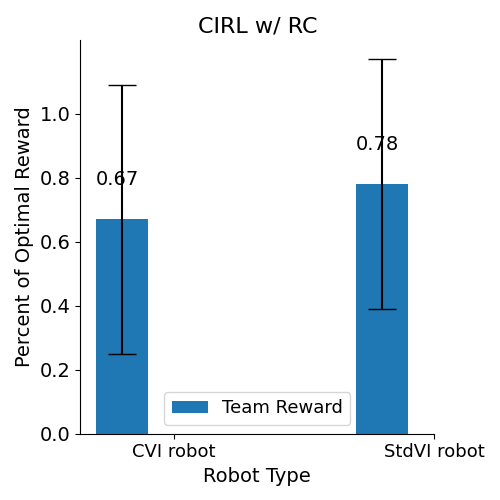 CIRL w/ RC
Percent of Optimal Reward
1.0
0.8
0.6
0.4
0.2
0.0
0.67
0.78
Team Reward
CVI robot
StdVI robot
Robot Type